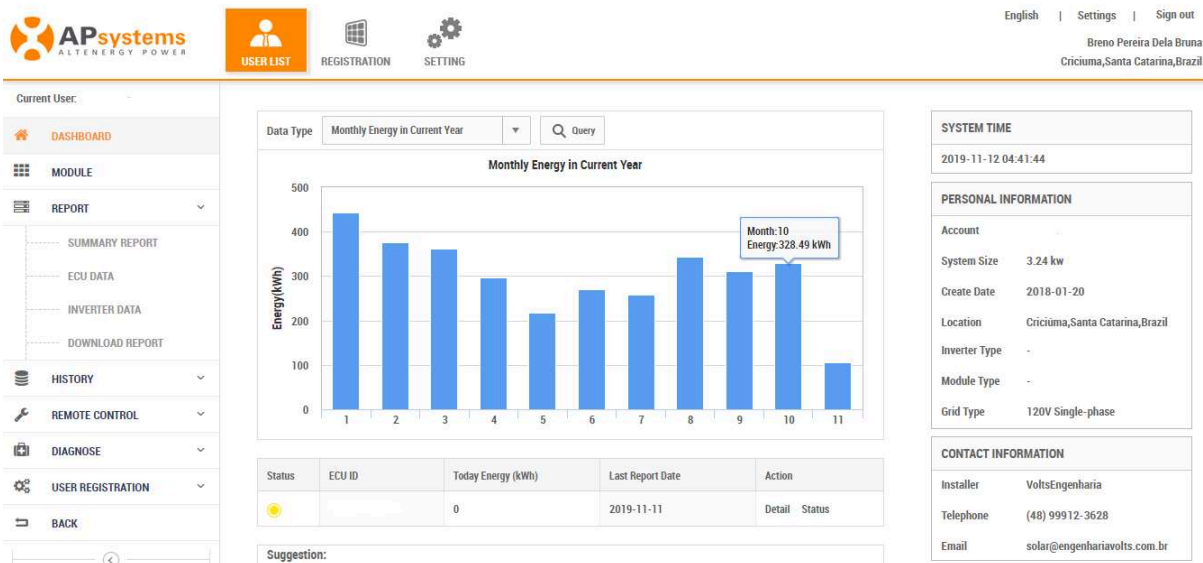 APsystems
ALTENERGY POWER
USER LIST
REGISTRATION
SETTING
English | Settings | Sign out
Breno Pereira Dela Bruna
Criciuma,Santa Catarina,Brazil
Current User:
DASHBOARD
MODULE
REPORT
SUMMARY REPORT
ECU DATA
INVERTER DATA
DOWNLOAD REPORT
HISTORY
REMOTE CONTROL
DIAGNOSE
USER REGISTRATION
BACK
Data Type Monthly Energy in Current Year Query
Monthly Energy in Current Year
Energy(kWh)
500
400
300
200
100
0
1 2 3 4 5 6 7 8 9 10 11
Month:10
Energy:328.49 kWh
Status ECU ID Today Energy (kWh) Last Report Date Action
0 2019-11-11 Detail Status
Suggestion:
SYSTEM TIME
2019-11-12 04:41:44
PERSONAL INFORMATION
Account
System Size 3.24 kw
Create Date 2018-01-20
Location Criciúma,Santa Catarina,Brazil
Inverter Type -
Module Type -
Grid Type 120V Single-phase
CONTACT INFORMATION
Installer VoltsEngenharia
Telephone (48) 99912-3628
Email solar@engenhariavolts.com.br